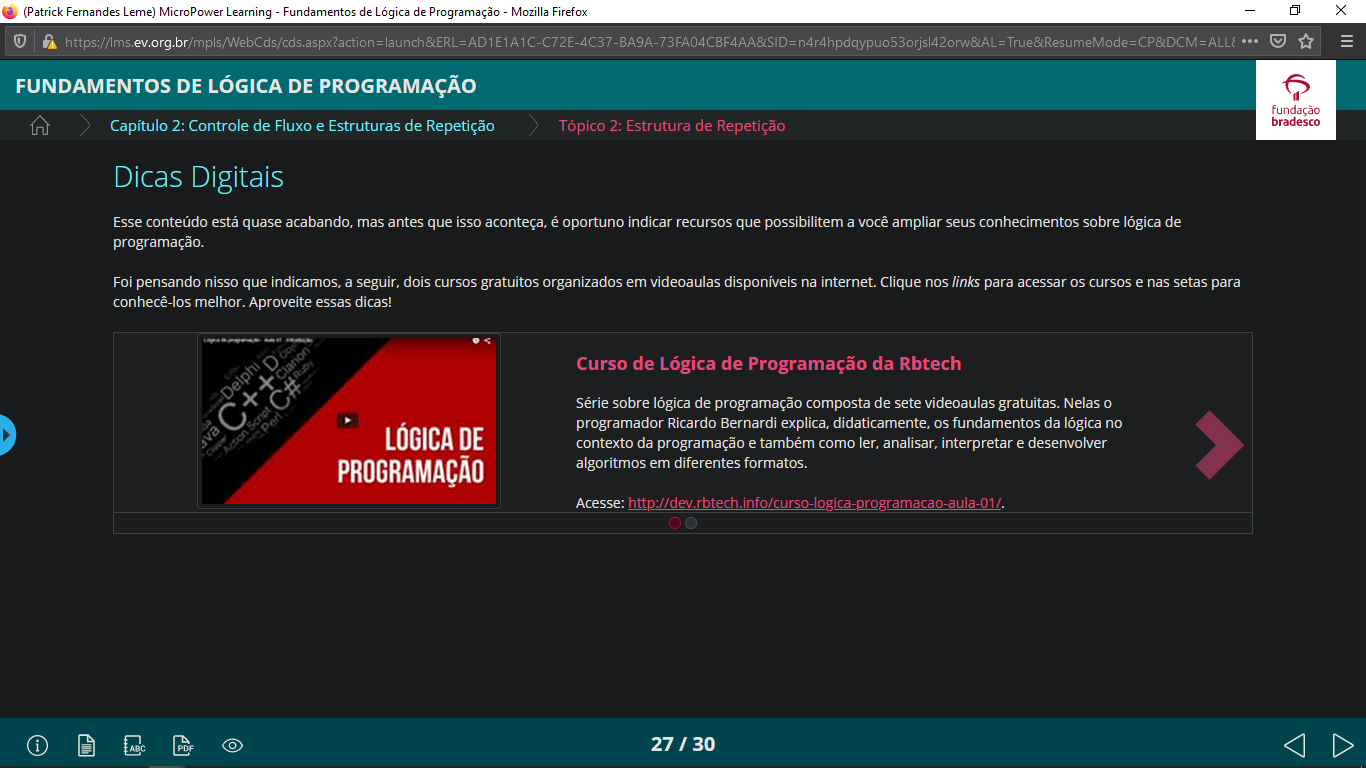 (Patrick Fernandes Leme) MicroPower Learning - Fundamentos de Lógica de Programação - Mozilla Firefox
https://lms.ev.org.br/mpls/WebCds/cds.aspx?action=launch&ERL=AD1E1A1C-C72E-4C37-BA9A-73FA04CBF4AA&SID=n4r4hpdqypuo53orjsl42orw&AL=True&ResumeMode=CP&DCM=ALL&
FUNDAMENTOS DE LÓGICA DE PROGRAMAÇÃO
fundação
bradesco
Capítulo 2: Controle de Fluxo e Estruturas de Repetição
Tópico 2: Estrutura de Repetição
Dicas Digitais
Esse conteúdo está quase acabando, mas antes que isso aconteça, é oportuno indicar recursos que possibilitem a você ampliar seus conhecimentos sobre lógica de
programação.
Foi pensando nisso que indicamos, a seguir, dois cursos gratuitos organizados em videoaulas disponíveis na internet. Clique nos links para acessar os cursos e nas setas para
conhecê-los melhor. Aproveite essas dicas!
Lógica de programação - Aula 01 - Introdução
Delphi D
C++
C#
Clarion
Ruby
Perl
Action Script
LÓGICA DE
PROGRAMAÇÃO
Curso de Lógica de Programação da Rbtech
Série sobre lógica de programação composta de sete videoaulas gratuitas. Nelas o
programador Ricardo Bernardi explica, didaticamente, os fundamentos da lógica no
contexto da programação e também como ler, analisar, interpretar e desenvolver
algoritmos em diferentes formatos.
Acesse: http://dev.rbtech.info/curso-logica-programacao-aula-01/.
ABC
PDF
27 / 30